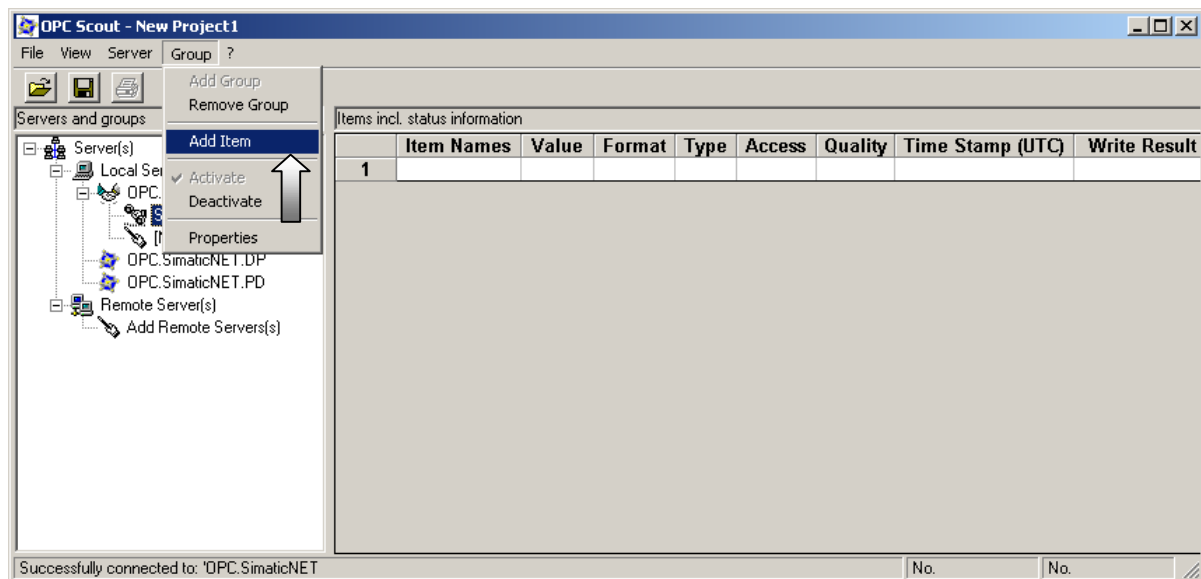 OPC Scout - New Project1
File View Server Group ?
Add Group
Remove Group
Add Item
Activate
Deactivate
Properties
Servers and groups
Server(s)
Local Ser
OPC.
S
OPC.SimaticNET.DP
OPC.SimaticNET.PD
Remote Server(s)
Add Remote Servers(s)
Items incl. status information
Item Names Value Format Type Access Quality Time Stamp (UTC) Write Result
1
Successfully connected to: 'OPC.SimaticNET No. No.